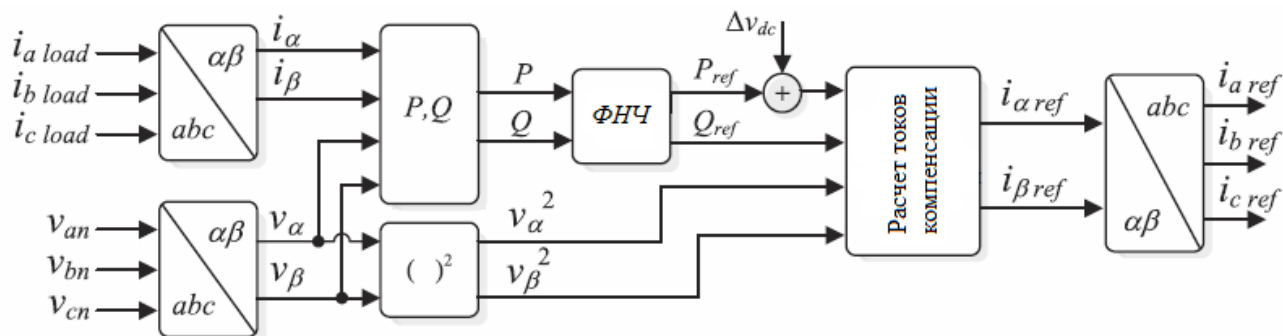 i_a load
i_b load
i_c load
αβ
abc
i_α
i_β
P,Q
P
Q
ФНЧ
P_ref
Q_ref
Δv_dc
+
Расчет токов
компенсации
i_α ref
i_β ref
abc
αβ
i_a ref
i_b ref
i_c ref
v_an
v_bn
v_cn
αβ
abc
v_α
v_β
( )²
v_α²
v_β²